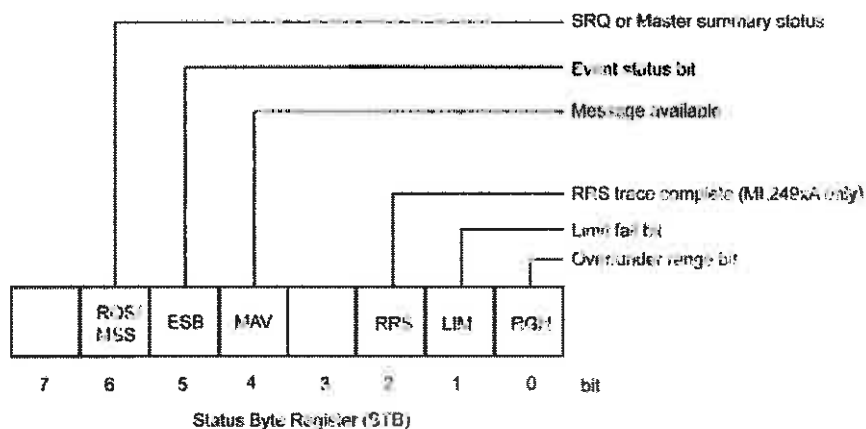 SRQ or Master summary status
Event status bit
Message available
RRS trace complete (ML249xA only)
Limit fail bit
Over/under range bit
RQS/
MSS
ESB
MAV
RRS
LIM
7 6 5 4 3 2 1 0 bit
Status Byte Register (STB)